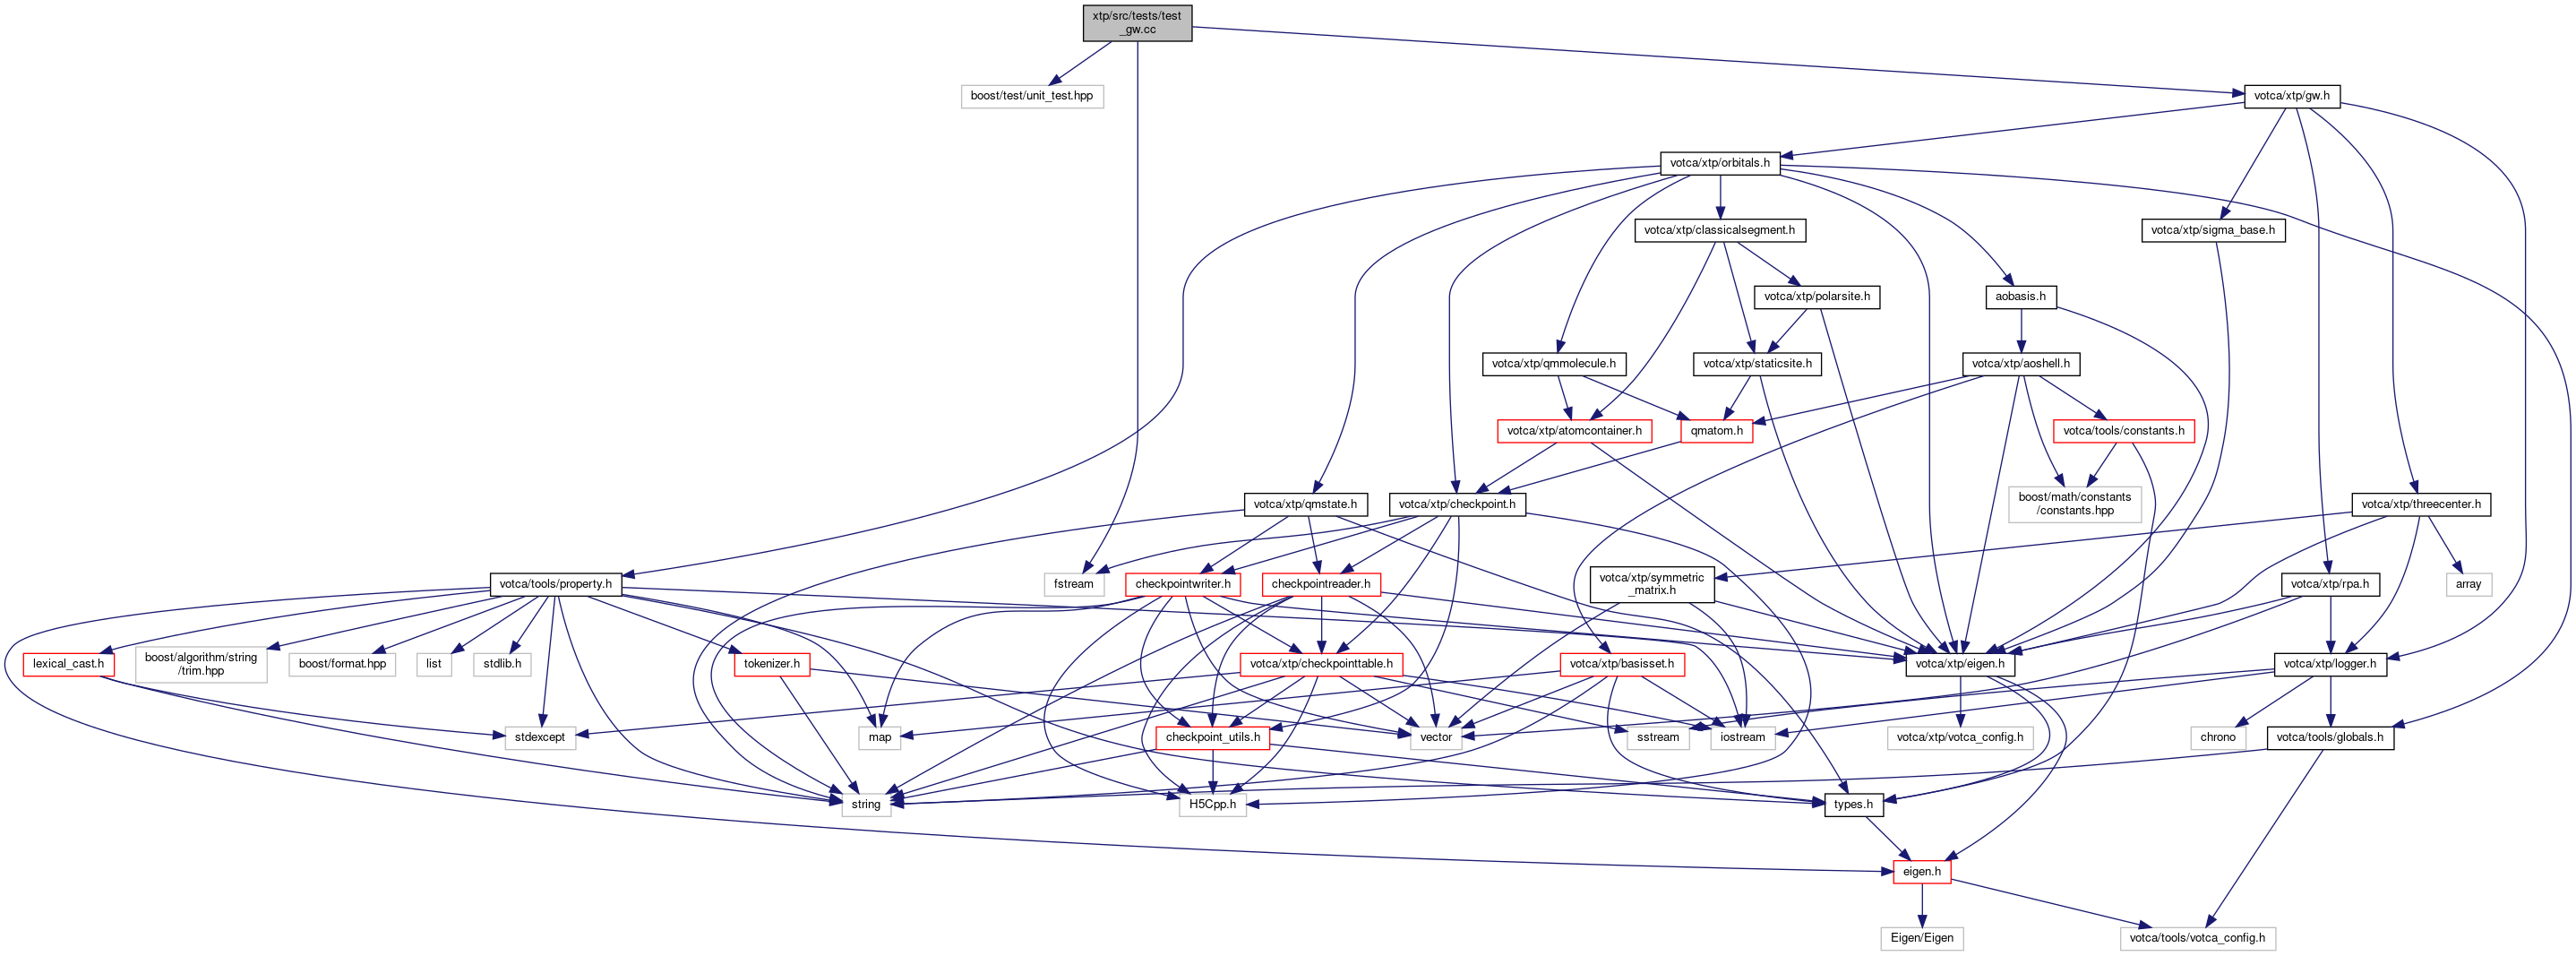 xtp/src/tests/test
_gw.cc
boost/test/unit_test.hpp
votca/xtp/gw.h
votca/xtp/orbitals.h
votca/xtp/classicalsegment.h
votca/xtp/sigma_base.h
votca/xtp/polarsite.h
aobasis.h
votca/xtp/qmmolecule.h
votca/xtp/staticsite.h
votca/xtp/aoshell.h
votca/xtp/atomcontainer.h
qmatom.h
votca/tools/constants.h
votca/xtp/qmstate.h
votca/xtp/checkpoint.h
boost/math/constants
/constants.hpp
votca/xtp/threecenter.h
votca/tools/property.h
fstream
checkpointwriter.h
checkpointreader.h
votca/xtp/symmetric
_matrix.h
votca/xtp/rpa.h
array
lexical_cast.h
boost/algorithm/string
/trim.hpp
boost/format.hpp
list
stdlib.h
tokenizer.h
votca/xtp/checkpointtable.h
votca/xtp/basisset.h
votca/xtp/eigen.h
votca/xtp/logger.h
stdexcept
map
checkpoint_utils.h
vector
sstream
iostream
votca/xtp/votca_config.h
chrono
votca/tools/globals.h
string
H5Cpp.h
types.h
eigen.h
Eigen/Eigen
votca/tools/votca_config.h